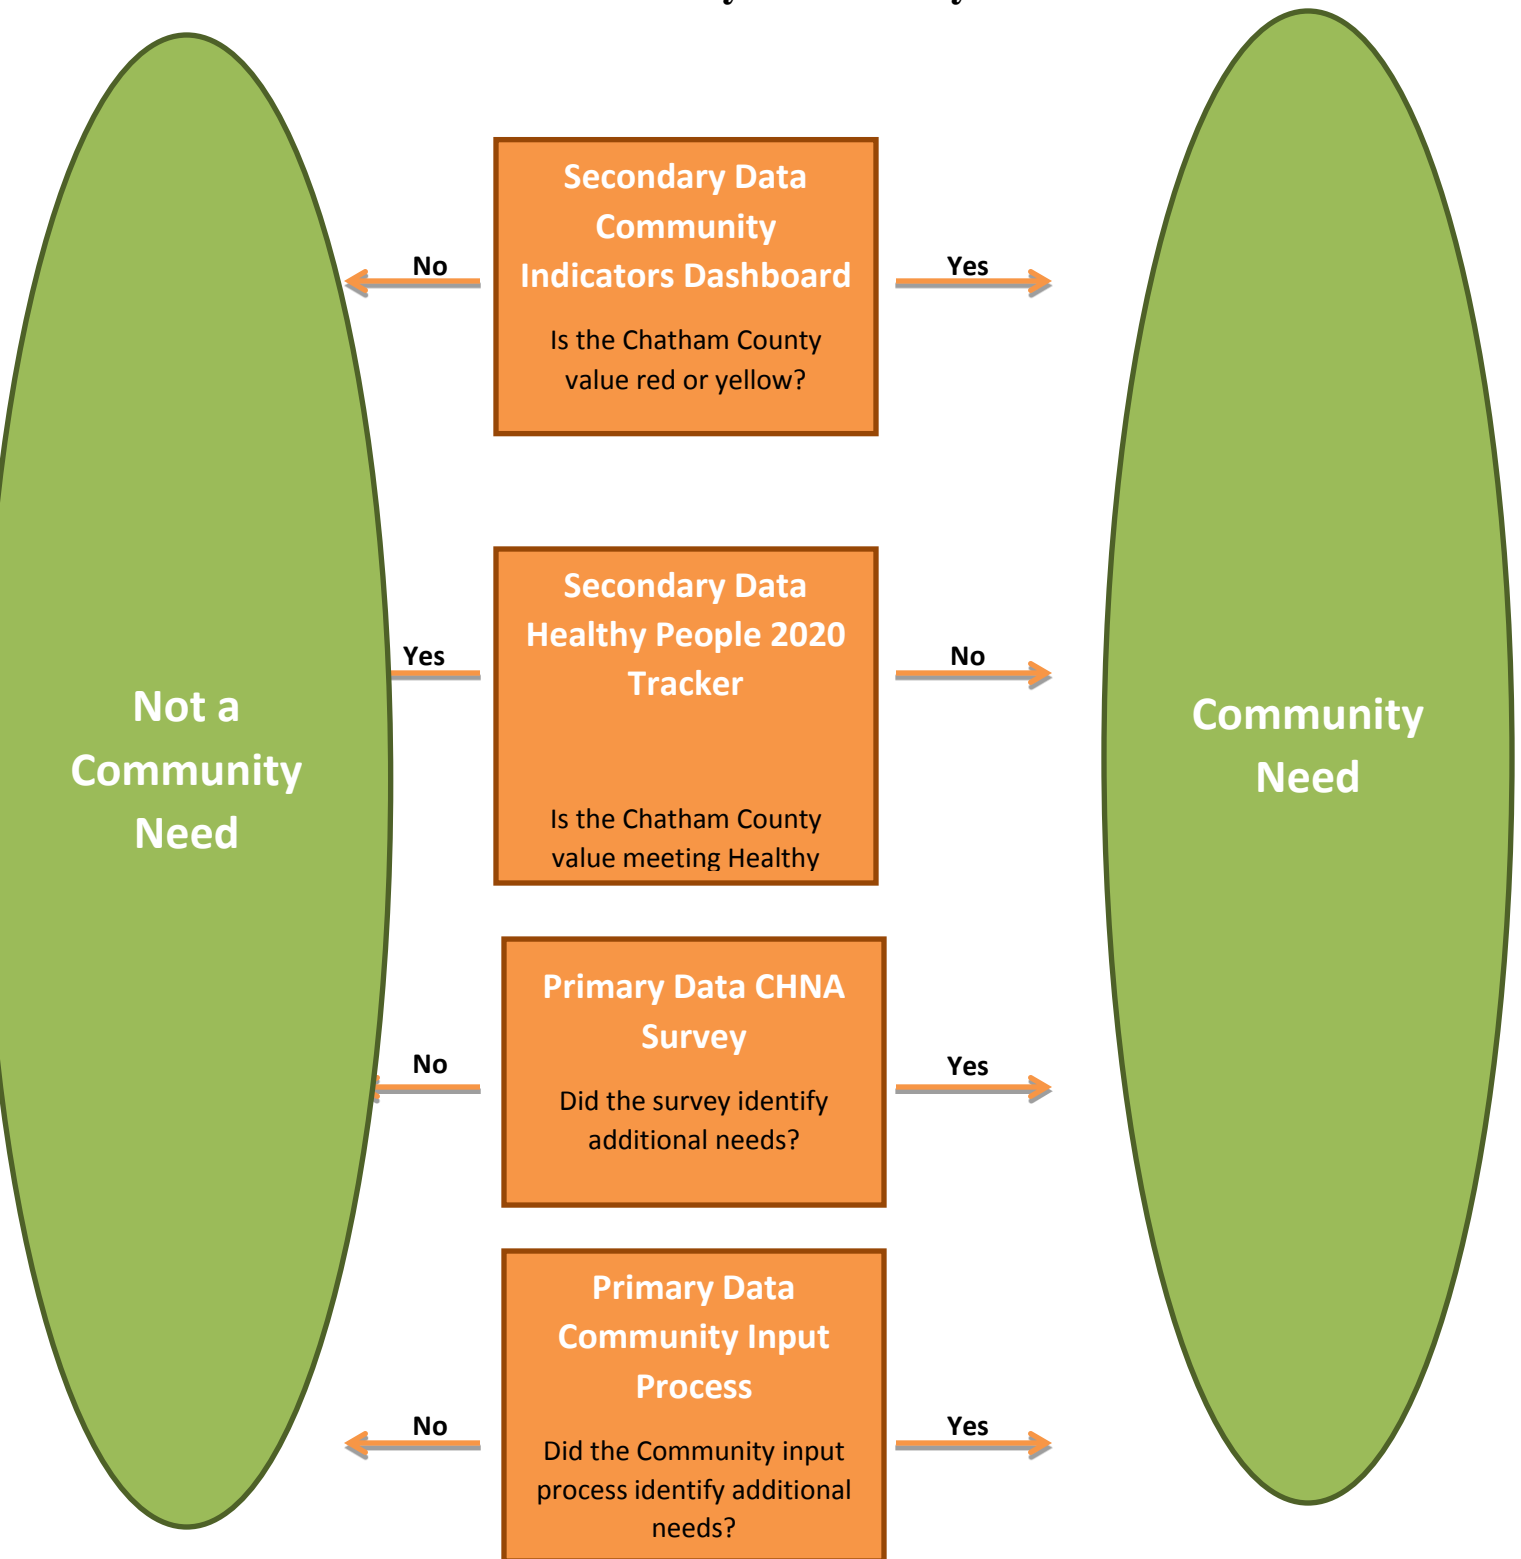 Secondary Data
Community
Indicators Dashboard
Is the Chatham County
value red or yellow?
No
Yes
Secondary Data
Healthy People 2020
Tracker
Is the Chatham County
value meeting Healthy
Yes
No
Not a
Community
Need
Community
Need
Primary Data CHNA
Survey
Did the survey identify
additional needs?
No
Yes
Primary Data
Community Input
Process
Did the Community input
process identify additional
needs?
No
Yes